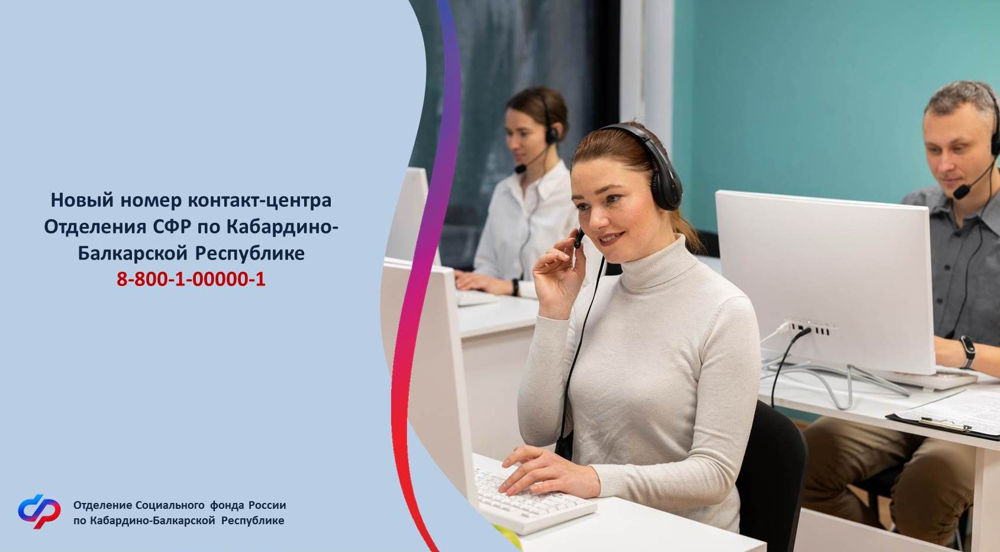 Новый номер контакт-центра
Отделения СФР по Кабардино-
Балкарской Республике
8-800-1-00000-1
Отделение Социального фонда России
по Кабардино-Балкарской Республике